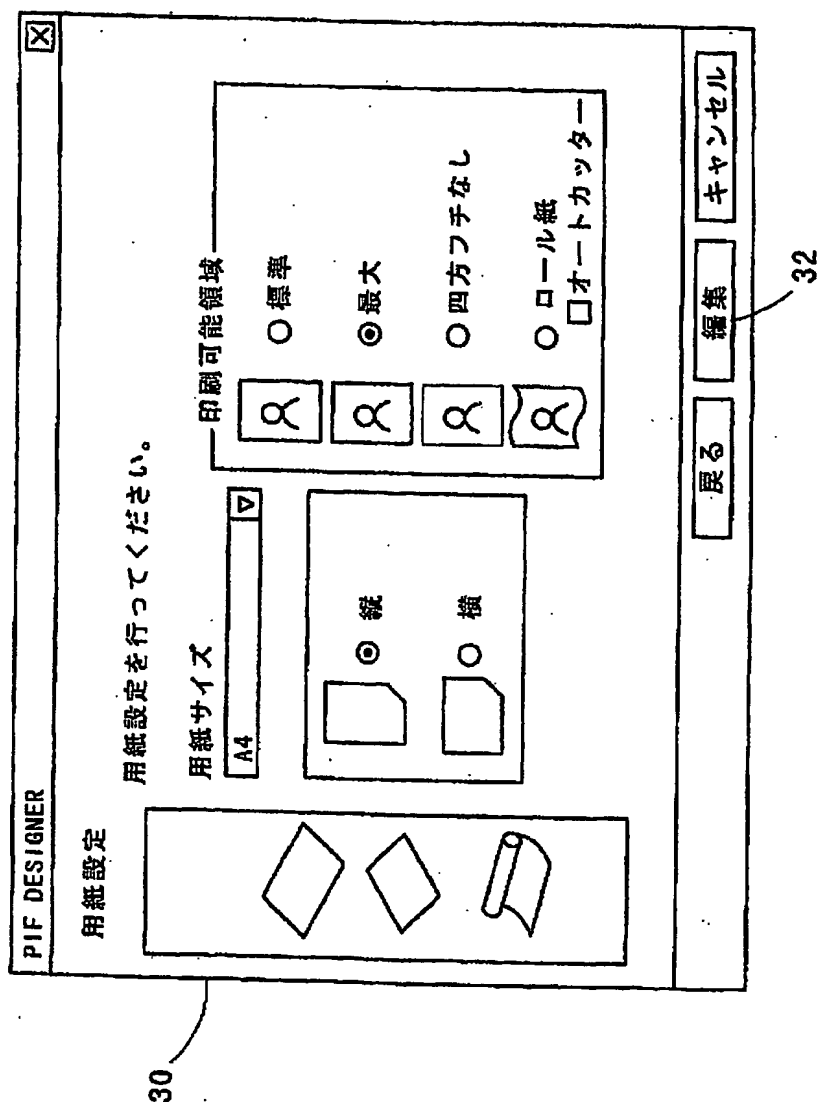 PIF DESIGNER
用紙設定
用紙設定を行ってください。
用紙サイズ
A4
縦
横
印刷可能領域
標準
最大
四方フチなし
ロール紙
オートカッター
戻る
編集
キャンセル
30
32